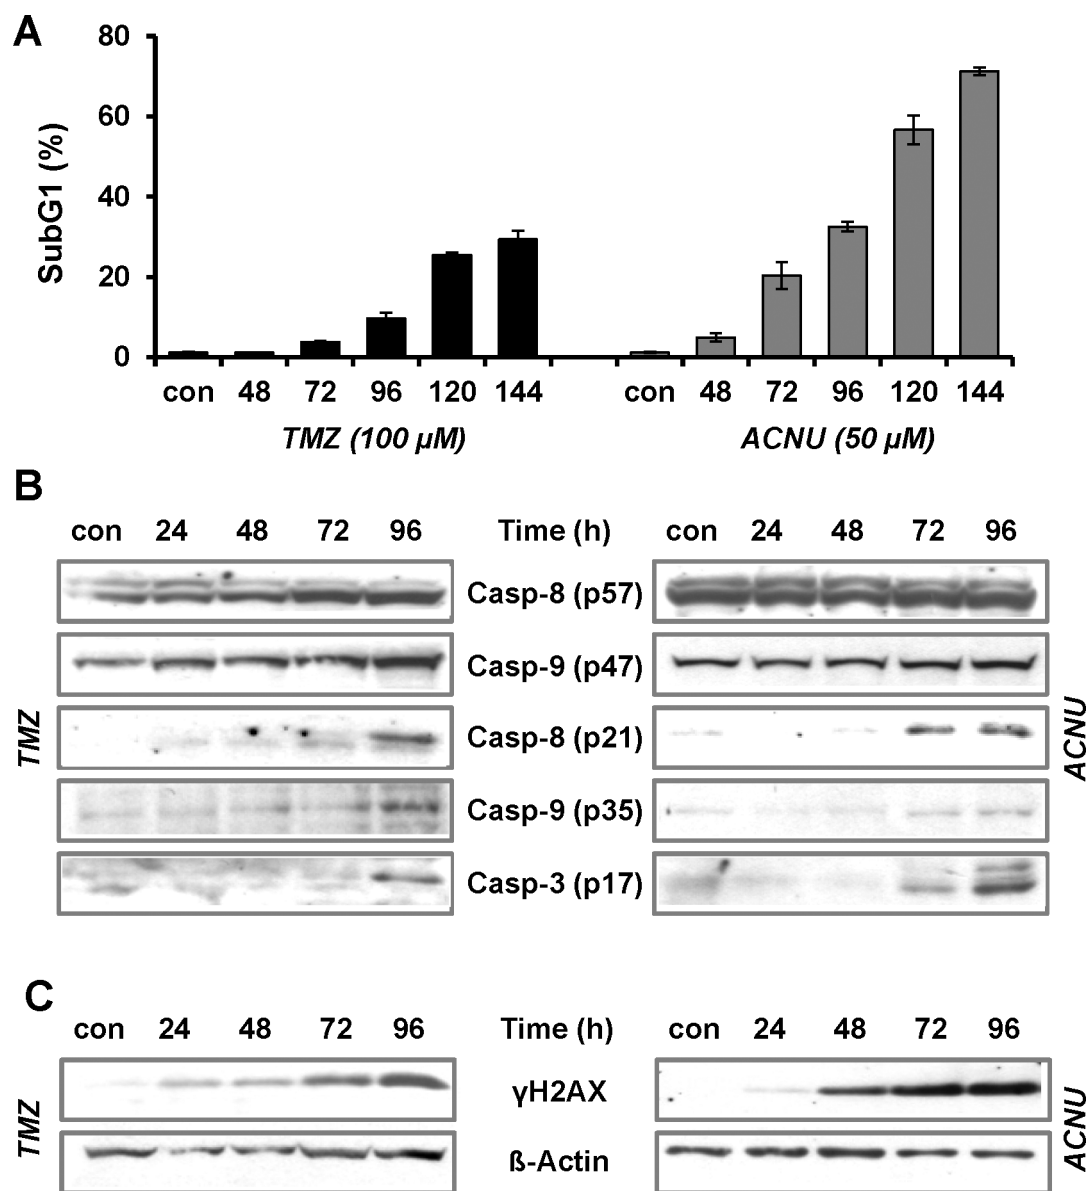 A
80
60
40
20
0
SubG1 (%)
con 48 72 96 120 144 con 48 72 96 120 144
TMZ (100 µM) ACNU (50 µM)
B
con 24 48 72 96 Time (h) con 24 48 72 96
Casp-8 (p57)
Casp-9 (p47)
TMZ Casp-8 (p21) ACNU
Casp-9 (p35)
Casp-3 (p17)
C
con 24 48 72 96 Time (h) con 24 48 72 96
γH2AX
TMZ ACNU
ß-Actin